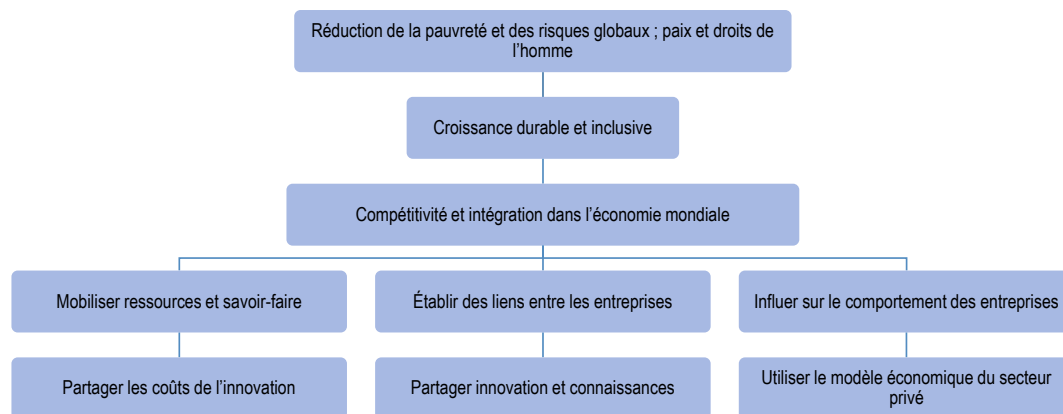 Réduction de la pauvreté et des risques globaux ; paix et droits de
l’homme
Croissance durable et inclusive
Compétitivité et intégration dans l’économie mondiale
Mobiliser ressources et savoir-faire
Établir des liens entre les entreprises
Influer sur le comportement des entreprises
Partager les coûts de l’innovation
Partager innovation et connaissances
Utiliser le modèle économique du secteur
privé